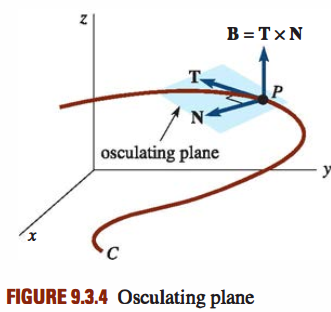 z
B = T × N
T
P
N
osculating plane
y
x
C
FIGURE 9.3.4 Osculating plane